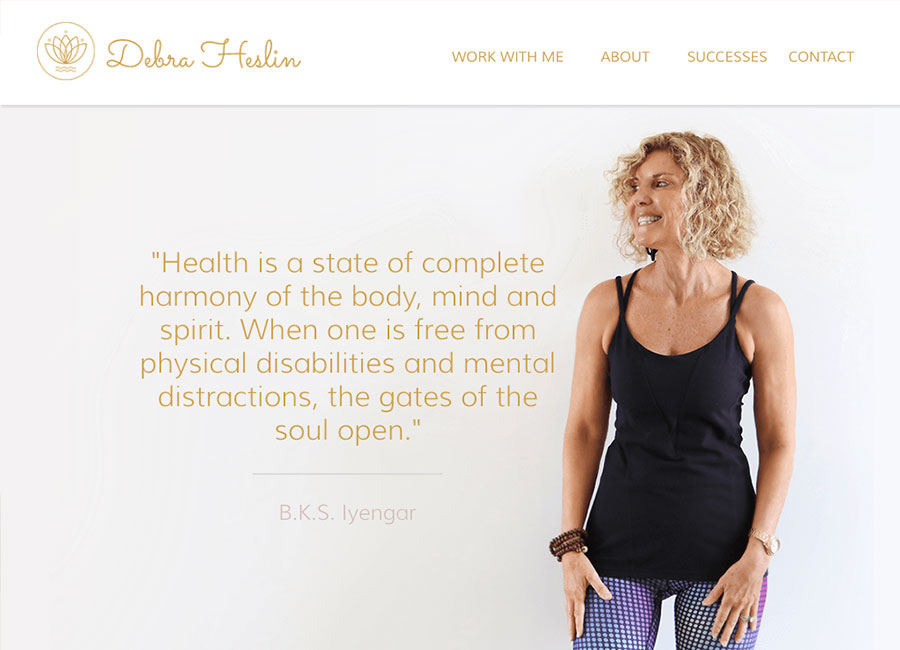 Debra Heslin
WORK WITH ME ABOUT SUCCESSES CONTACT
"Health is a state of complete
harmony of the body, mind and
spirit. When one is free from
physical disabilities and mental
distractions, the gates of the
soul open."
B.K.S. Iyengar